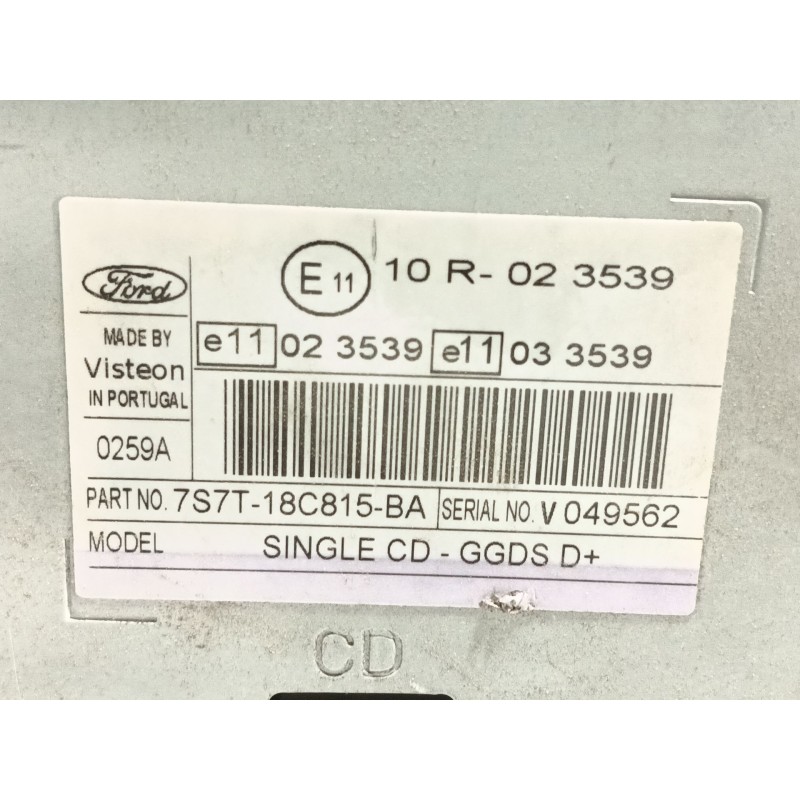 Ford
E 11 10 R- 02 3539
MADE BY
Visteon
IN PORTUGAL
e11 02 3539 e11 03 3539
0259A
PART NO. 7S7T-18C815-BA SERIAL NO. V 049562
MODEL SINGLE CD - GGDS D+
CD